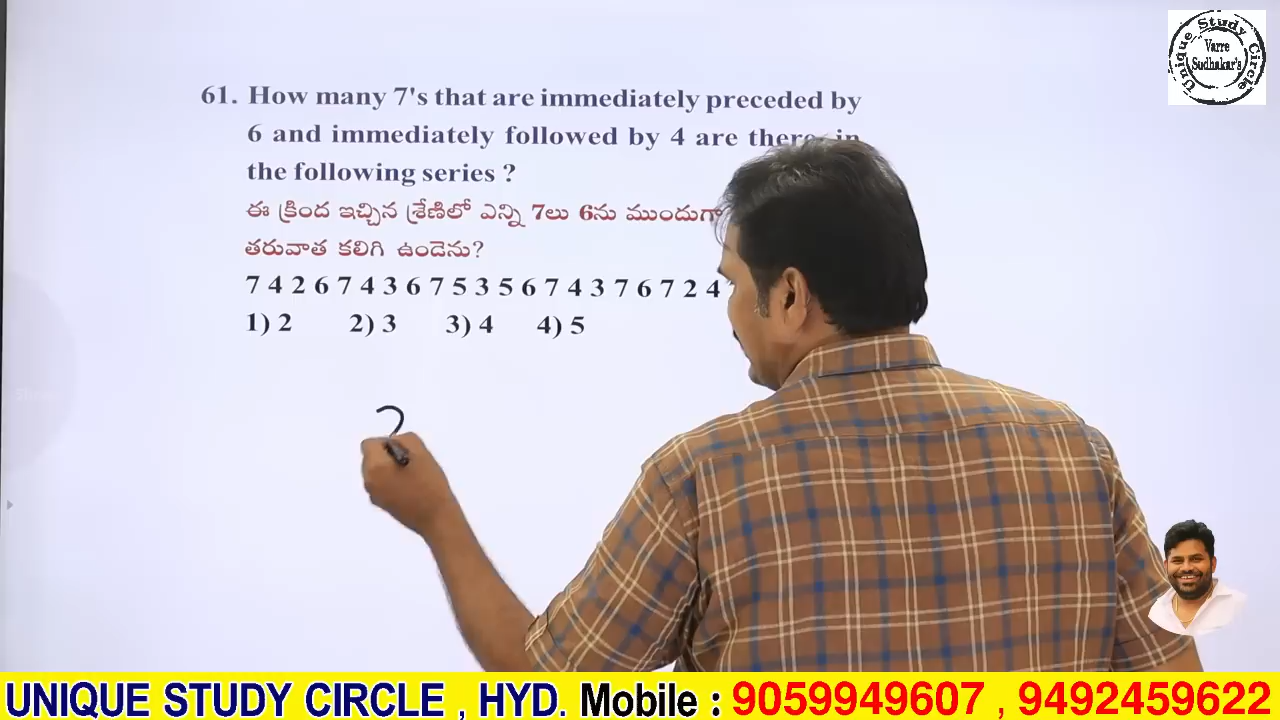 Unique Study Circle
Varre
Sudhakar's
61. How many 7's that are immediately preceded by
6 and immediately followed by 4 are there in
the following series ?
ఈ క్రింద ఇచ్చిన శ్రేణిలో ఎన్ని 7లు 6ను ముందుగా
తరువాత కలిగి ఉండెను?
7 4 2 6 7 4 3 6 7 5 3 5 6 7 4 3 7 6 7 2 4
1) 2 2) 3 3) 4 4) 5
UNIQUE STUDY CIRCLE , HYD. Mobile : 9059949607 , 9492459622